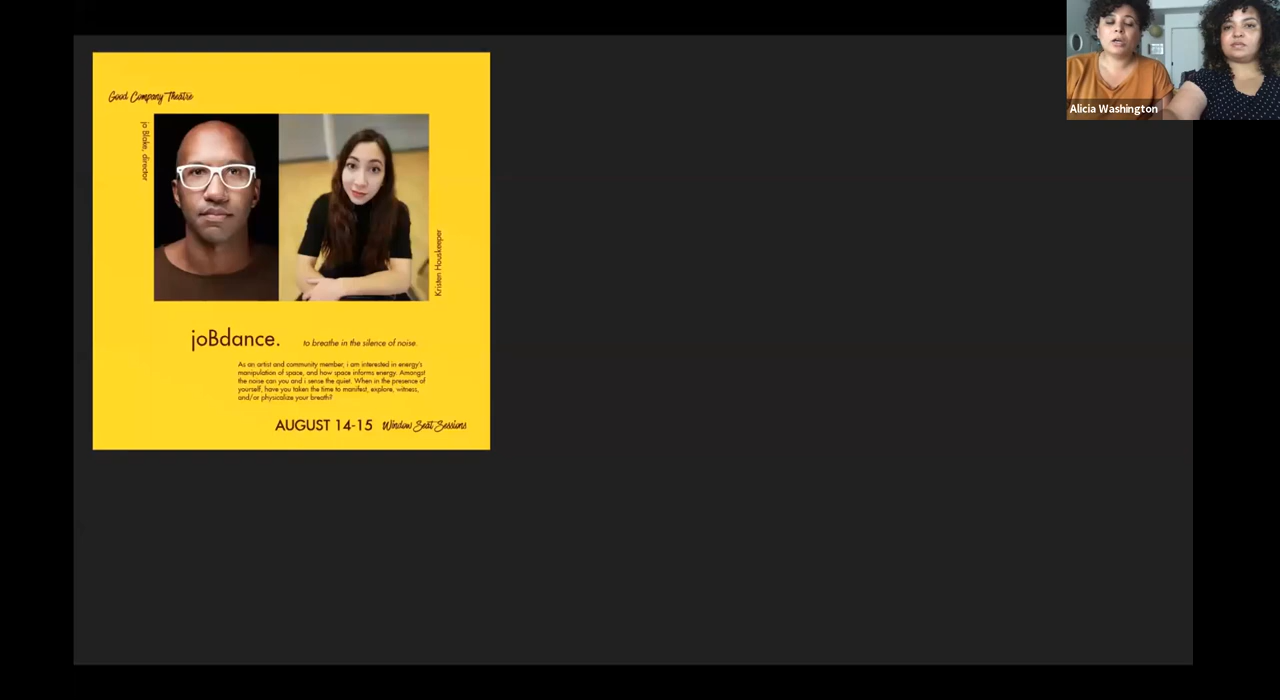 Good Company Theatre
jo Blake, director
Kristen Houskeeper
joBdance.
to breathe in the silence of noise.
As an artist and community member, i am interested in energy's
manipulation of space, and how space informs energy. Amongst
the noise can you and i sense the quiet. When in the presence of
yourself, have you taken the time to manifest, explore, witness,
and/or physicalize your breath?
AUGUST 14-15
Window Seat Sessions
Alicia Washington